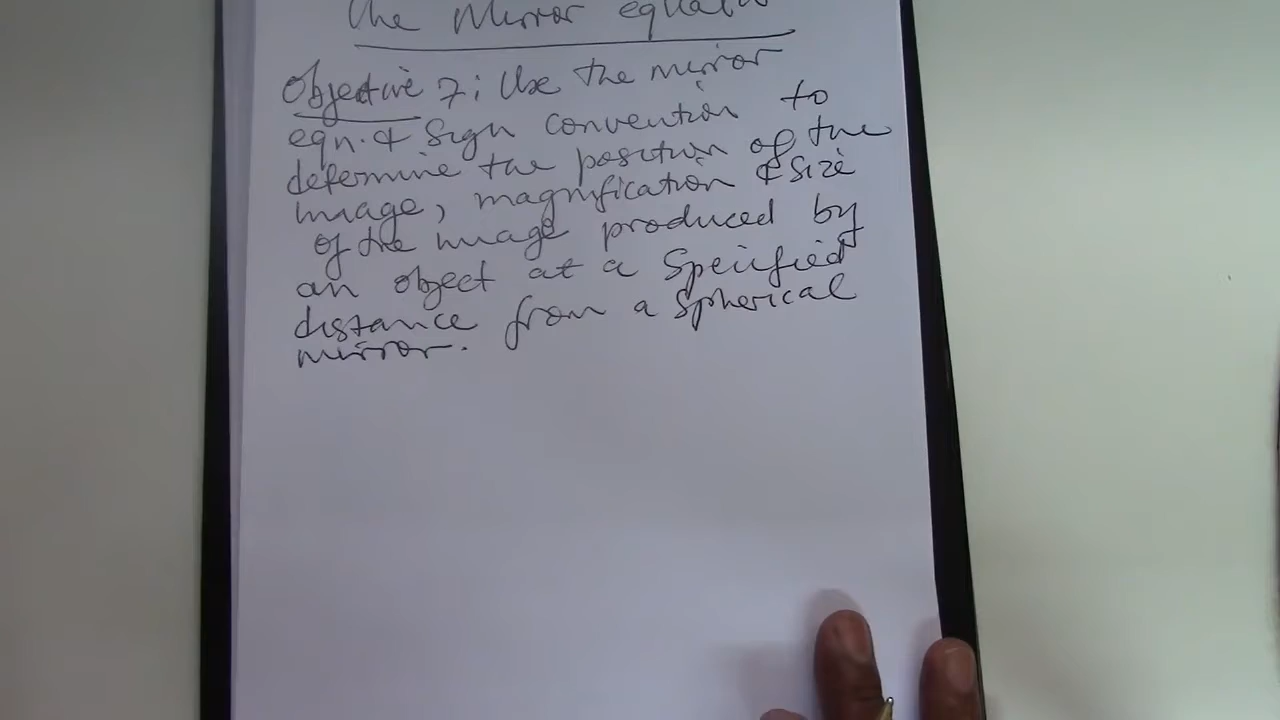 The Mirror equation
Objective 7: Use the mirror
eqn. & sign convention to
determine the position of the
image, magnification & size
of the image produced by
an object at a specified
distance from a spherical
mirror.